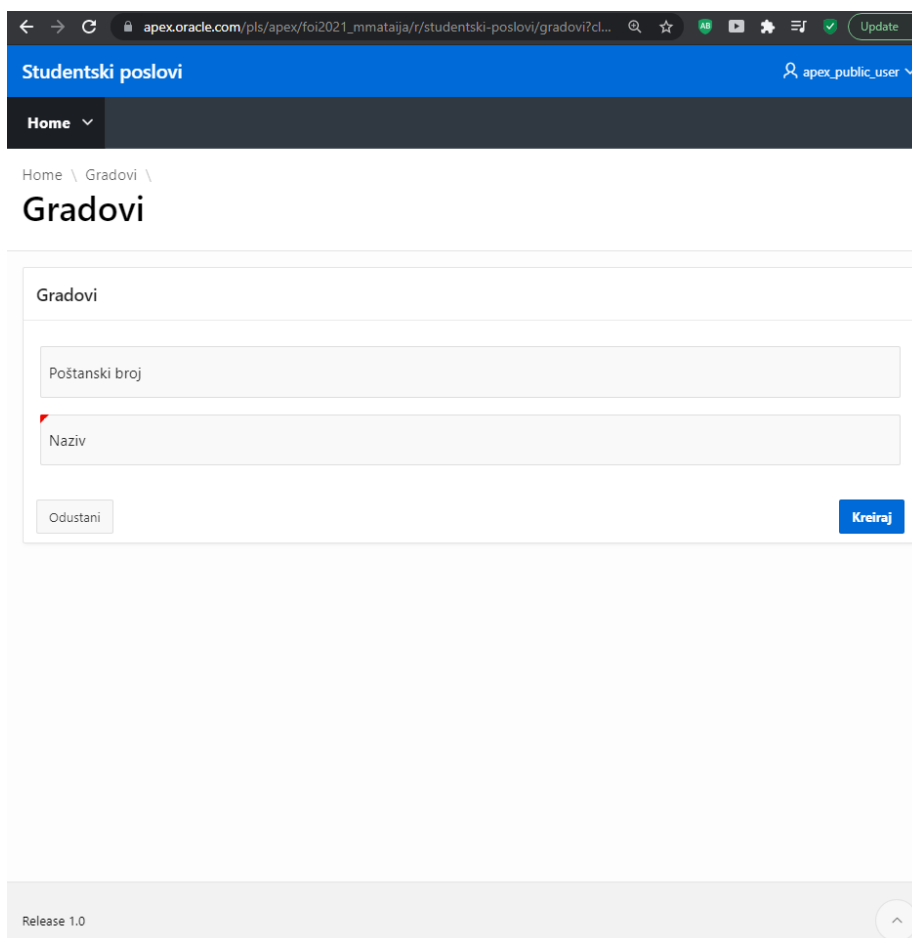 apex.oracle.com/pls/apex/foi2021_mmataija/r/studentski-poslovi/gradovi?cl...
AB
Update
Studentski poslovi
apex_public_user
Home
Home \ Gradovi \
Gradovi
Gradovi
Poštanski broj
Naziv
Odustani
Kreiraj
Release 1.0